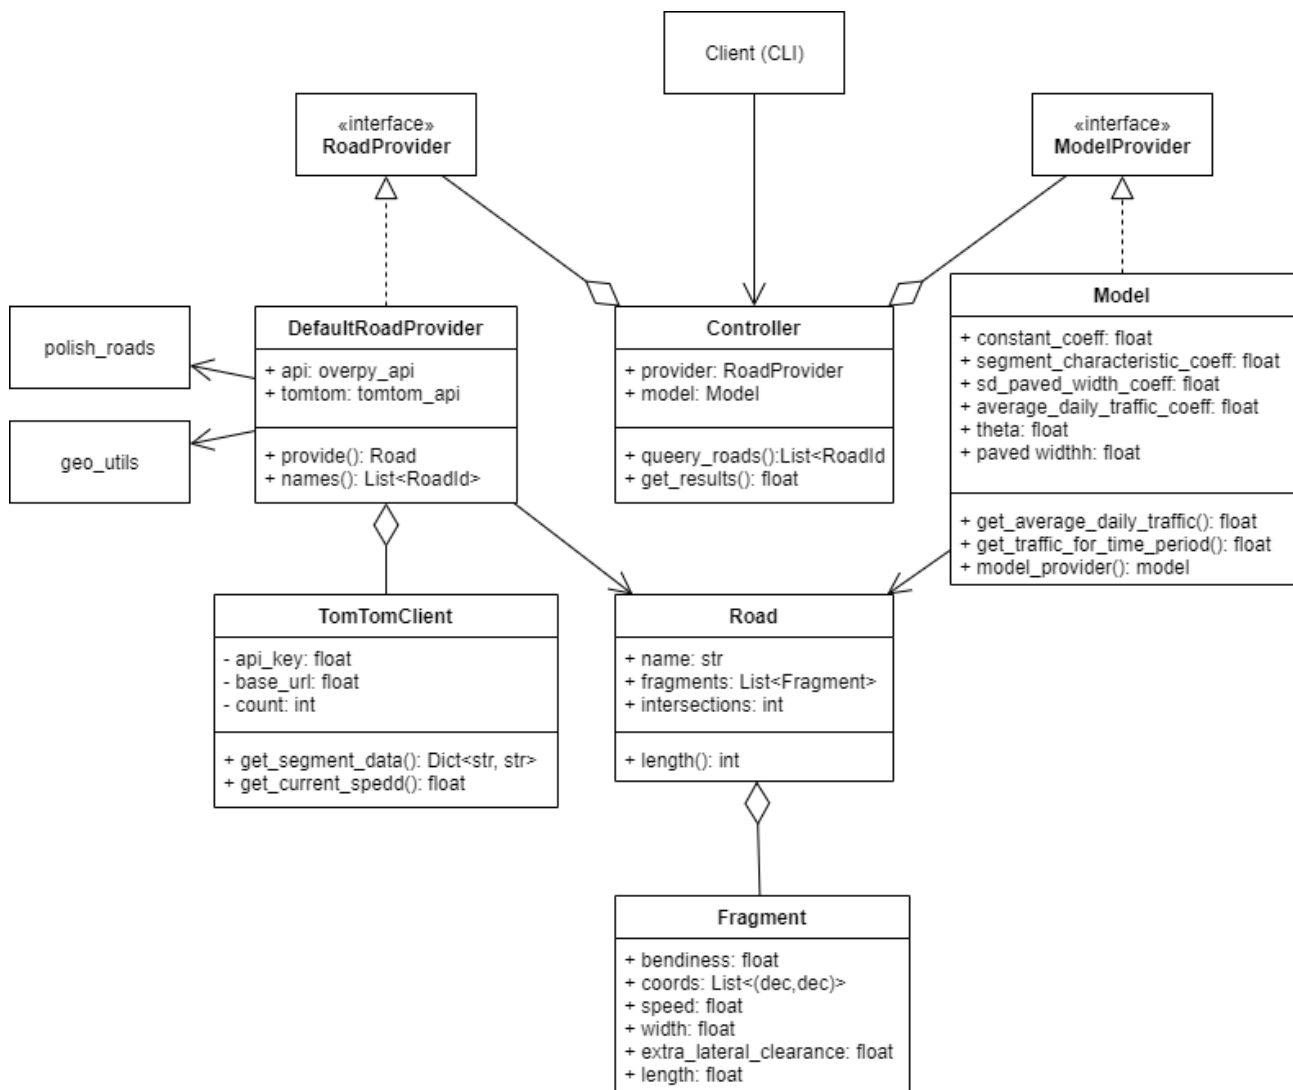 Client (CLI)
«interface»
RoadProvider
«interface»
ModelProvider
polish_roads
geo_utils
DefaultRoadProvider
+ api: overpy_api
+ tomtom: tomtom_api
+ provide(): Road
+ names(): List<RoadId>
Controller
+ provider: RoadProvider
+ model: Model
+ queery_roads():List<RoadId
+ get_results(): float
Model
+ constant_coeff: float
+ segment_characteristic_coeff: float
+ sd_paved_width_coeff: float
+ average_daily_traffic_coeff: float
+ theta: float
+ paved widthh: float
+ get_average_daily_traffic(): float
+ get_traffic_for_time_period(): float
+ model_provider(): model
TomTomClient
- api_key: float
- base_url: float
- count: int
+ get_segment_data(): Dict<str, str>
+ get_current_spedd(): float
Road
+ name: str
+ fragments: List<Fragment>
+ intersections: int
+ length(): int
Fragment
+ bendiness: float
+ coords: List<(dec,dec)>
+ speed: float
+ width: float
+ extra_lateral_clearance: float
+ length: float